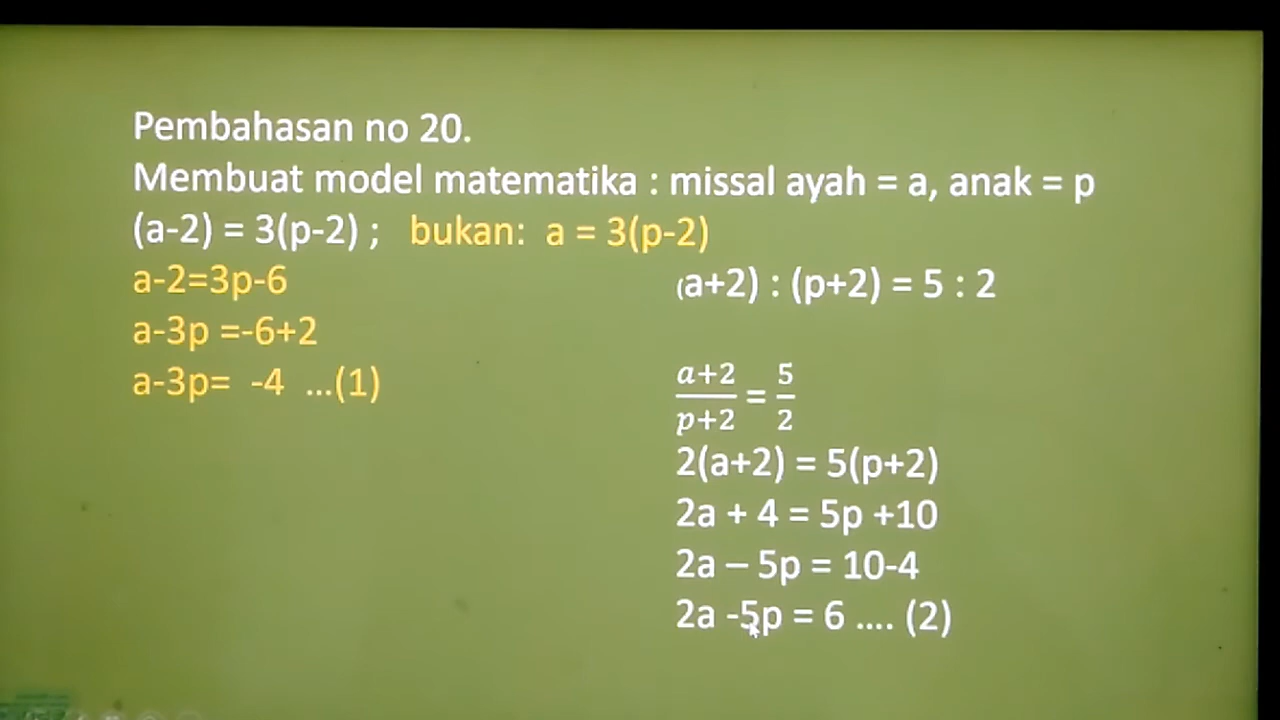 Pembahasan no 20.
Membuat model matematika : missal ayah = a, anak = p
(a-2) = 3(p-2) ; bukan: a = 3(p-2)
a-2=3p-6
a-3p =-6+2
a-3p= -4 ...(1)
(a+2) : (p+2) = 5 : 2
a+2/p+2 = 5/2
2(a+2) = 5(p+2)
2a + 4 = 5p +10
2a – 5p = 10-4
2a -5p = 6 .... (2)